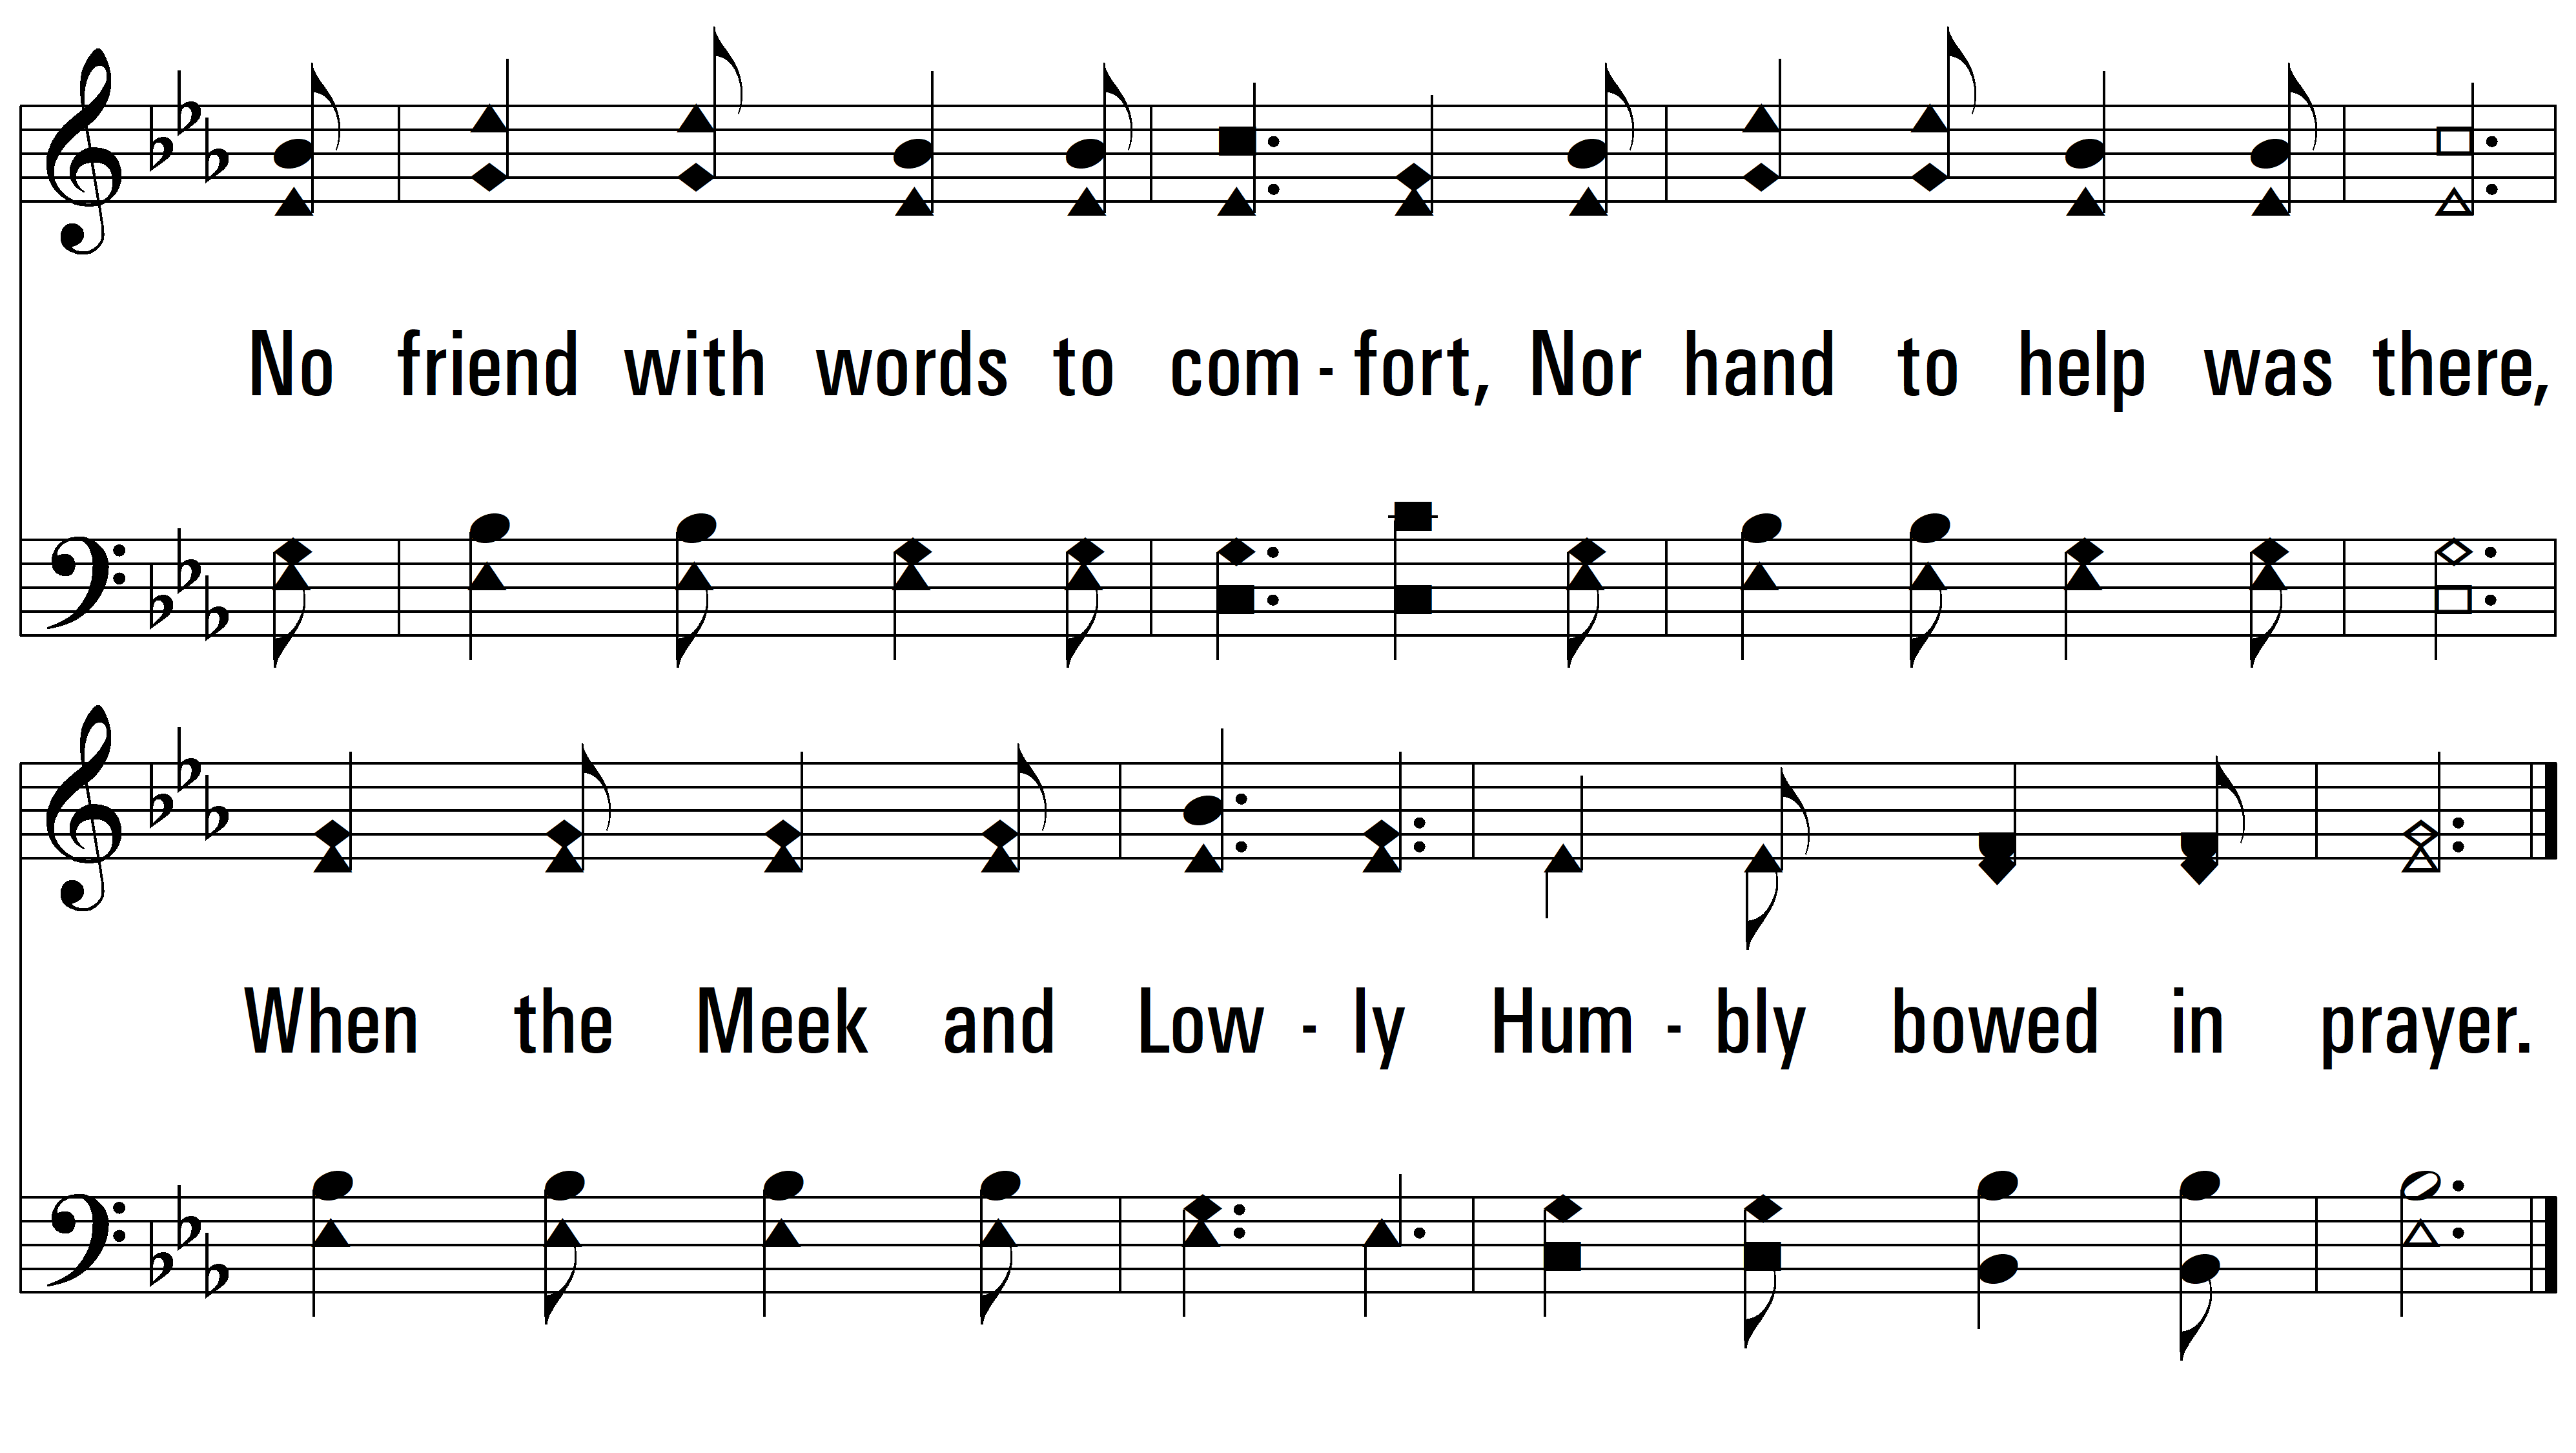 No friend with words to com - fort, Nor hand to help was there,
When the Meek and Low - ly Hum - bly bowed in prayer.